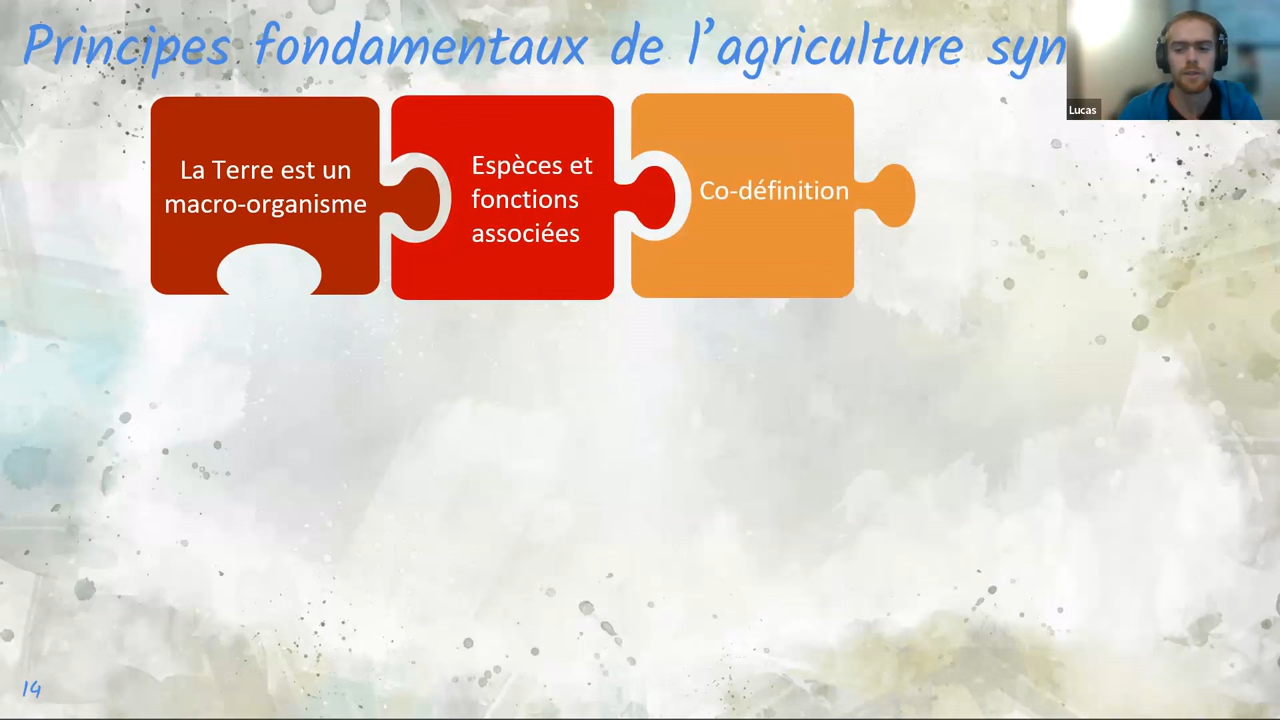 Principes fondamentaux de l'agriculture syn
Lucas
La Terre est un
macro-organisme
Espèces et
fonctions
associées
Co-définition
14